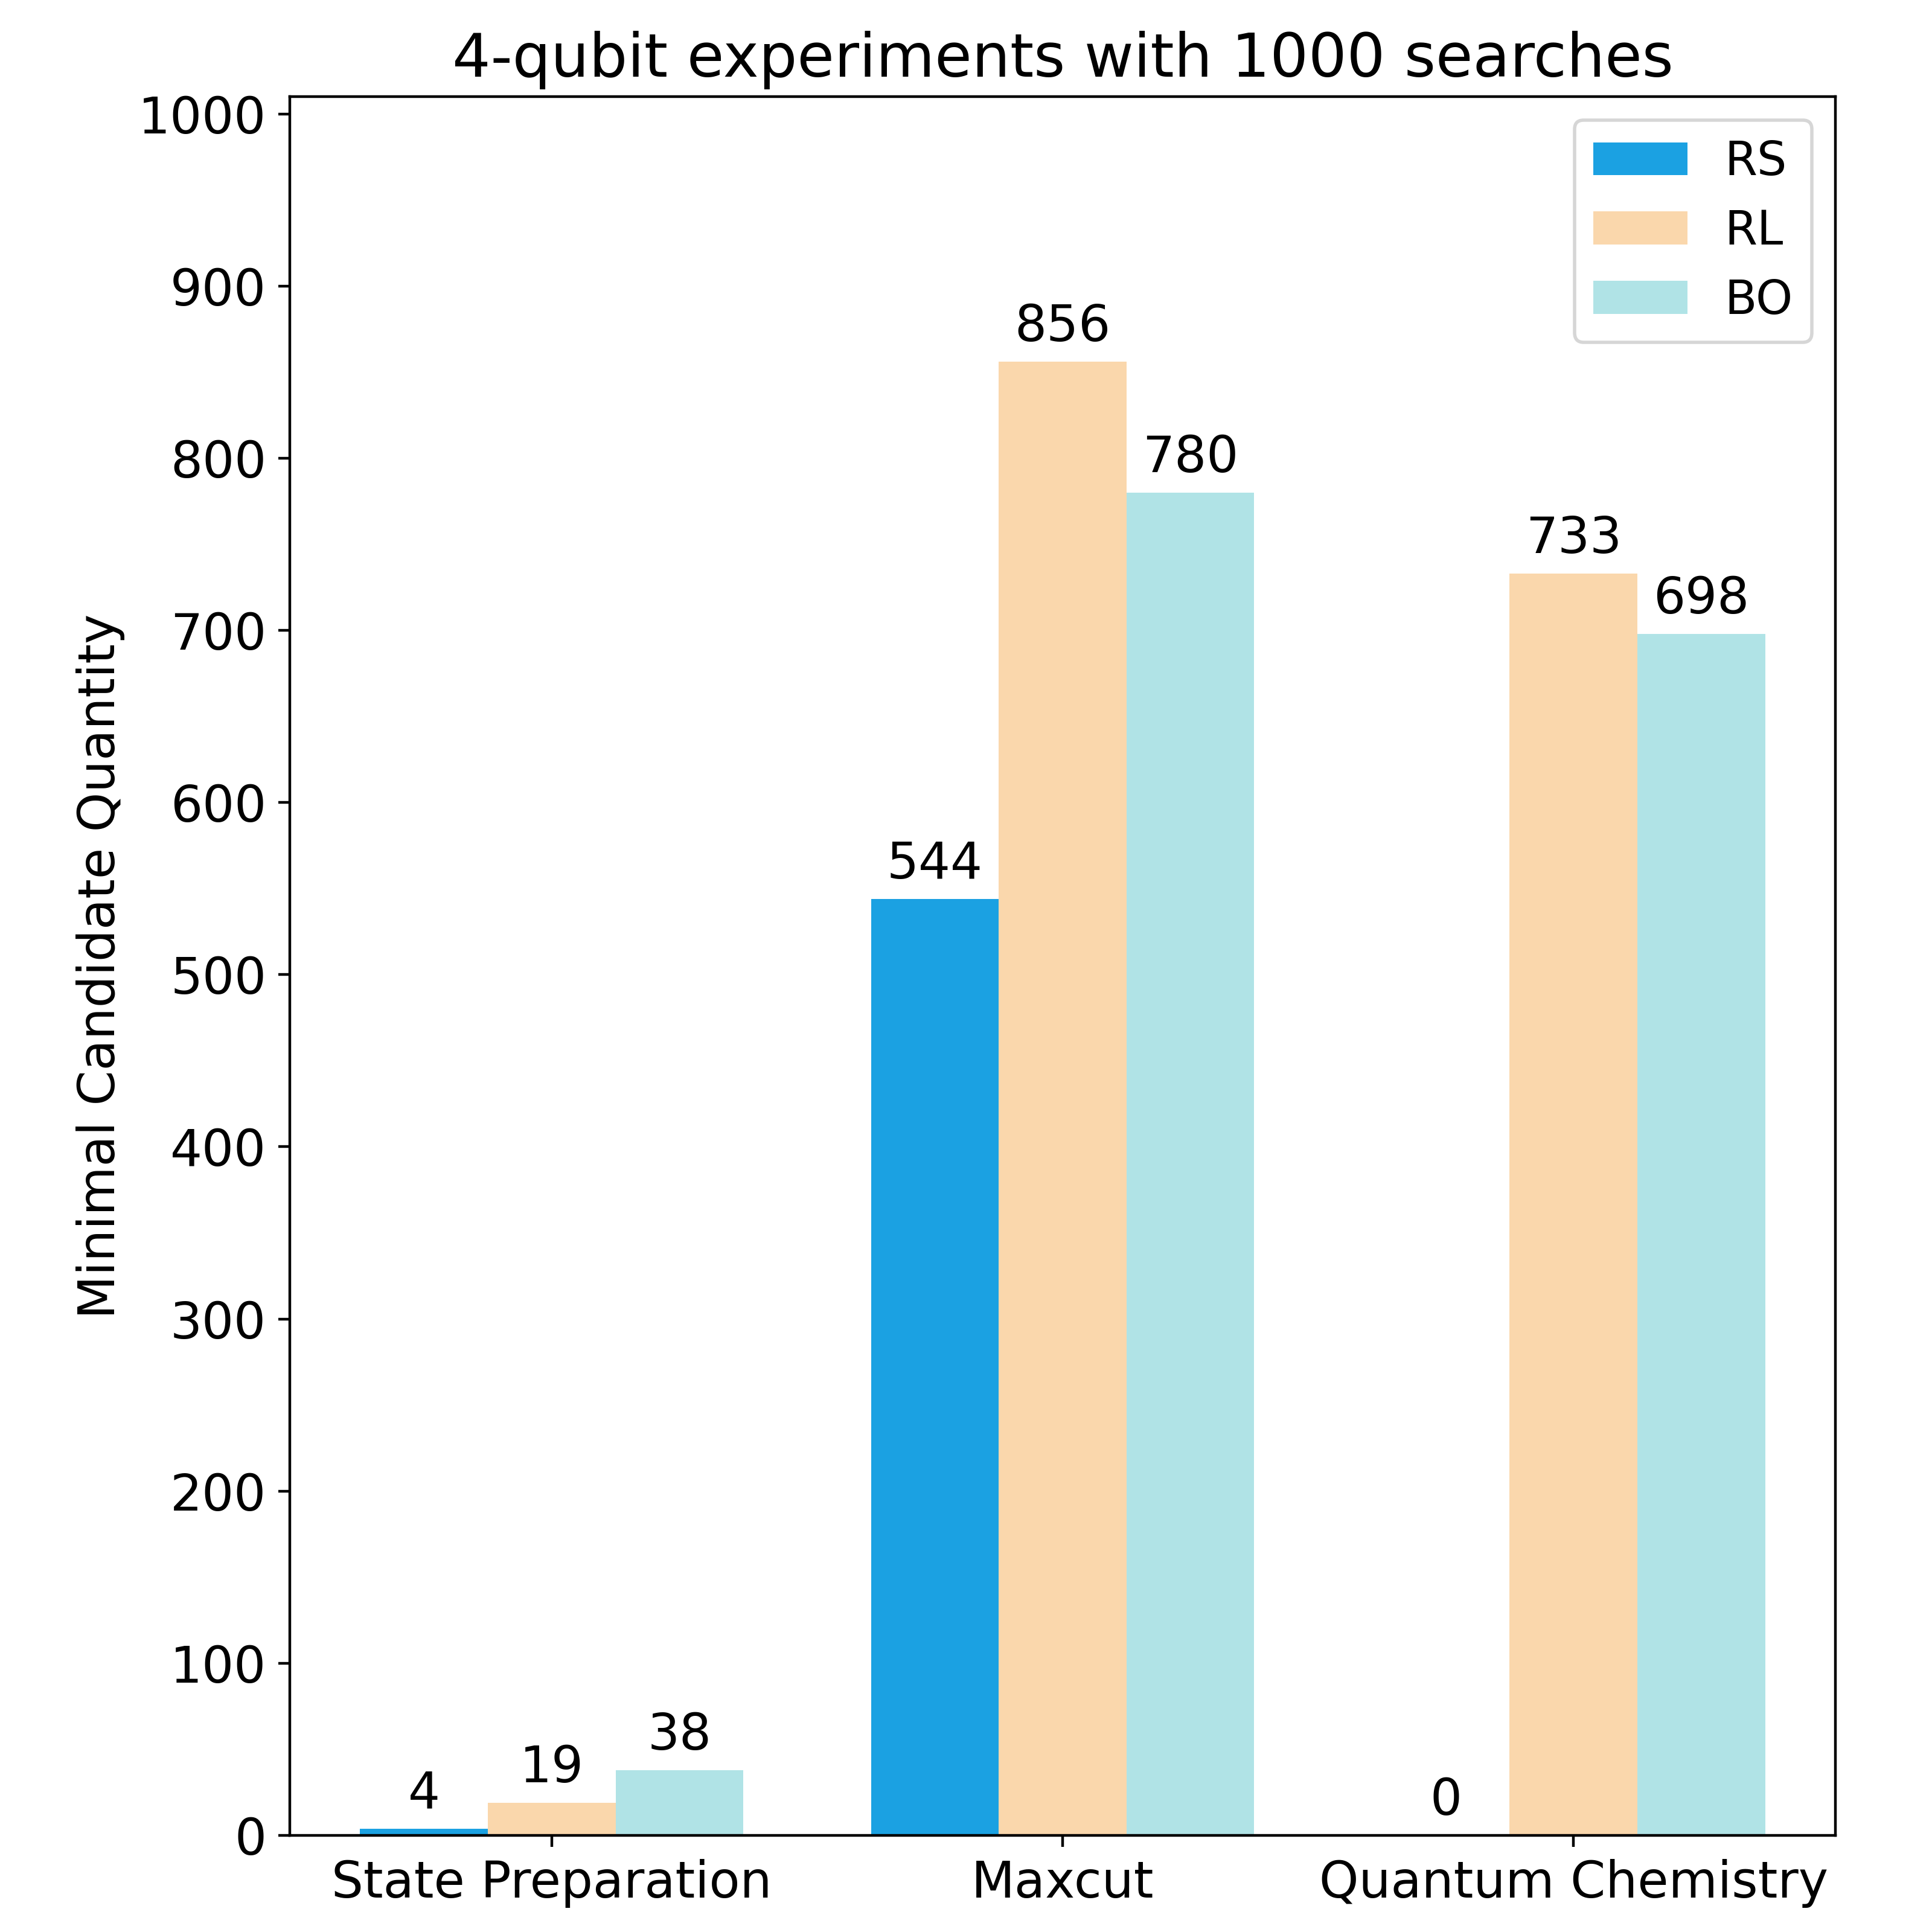 4-qubit experiments with 1000 searches
Minimal Candidate Quantity
1000
900
800
700
600
500
400
300
200
100
0
RS
RL
BO
4
19
38
544
856
780
0
733
698
State Preparation
Maxcut
Quantum Chemistry